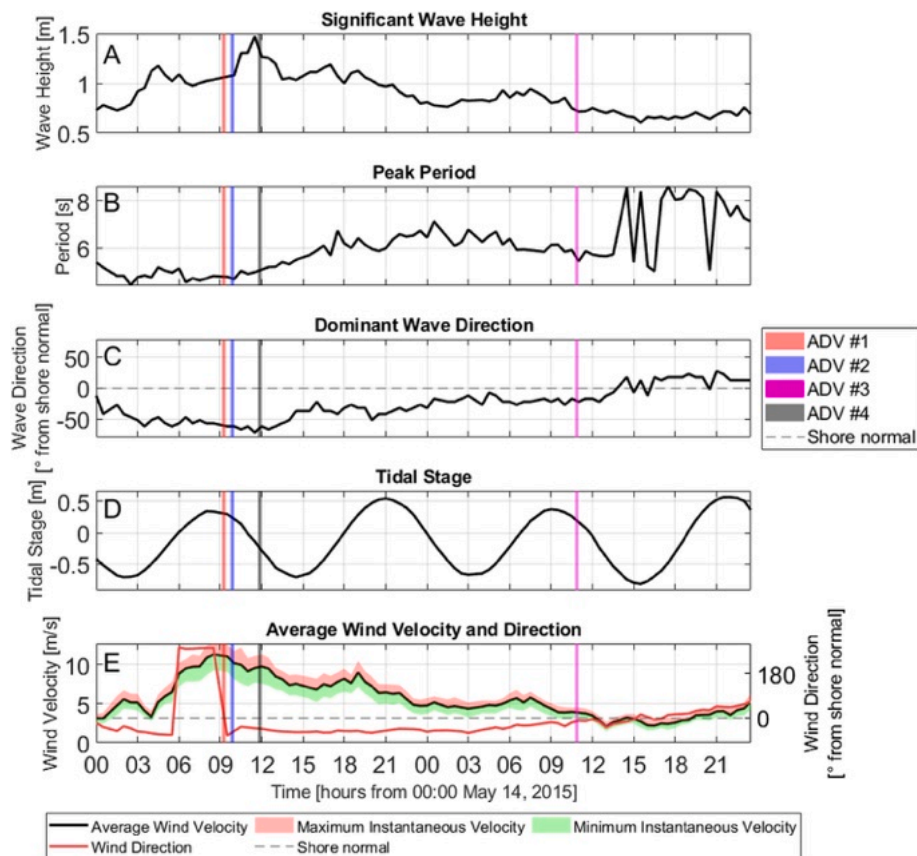 Significant Wave Height
A
Wave Height [m]
1.5
1
0.5
Peak Period
B
Period [s]
8
6
Dominant Wave Direction
C
Wave Direction
[° from shore normal]
50
0
-50
ADV #1
ADV #2
ADV #3
ADV #4
Shore normal
Tidal Stage
D
Tidal Stage [m]
0.5
0
-0.5
Average Wind Velocity and Direction
E
Wind Velocity [m/s]
10
5
0
180
0
Wind Direction
[° from shore normal]
00 03 06 09 12 15 18 21 00 03 06 09 12 15 18 21
Time [hours from 00:00 May 14, 2015]
Average Wind Velocity Maximum Instantaneous Velocity Minimum Instantaneous Velocity
Wind Direction Shore normal